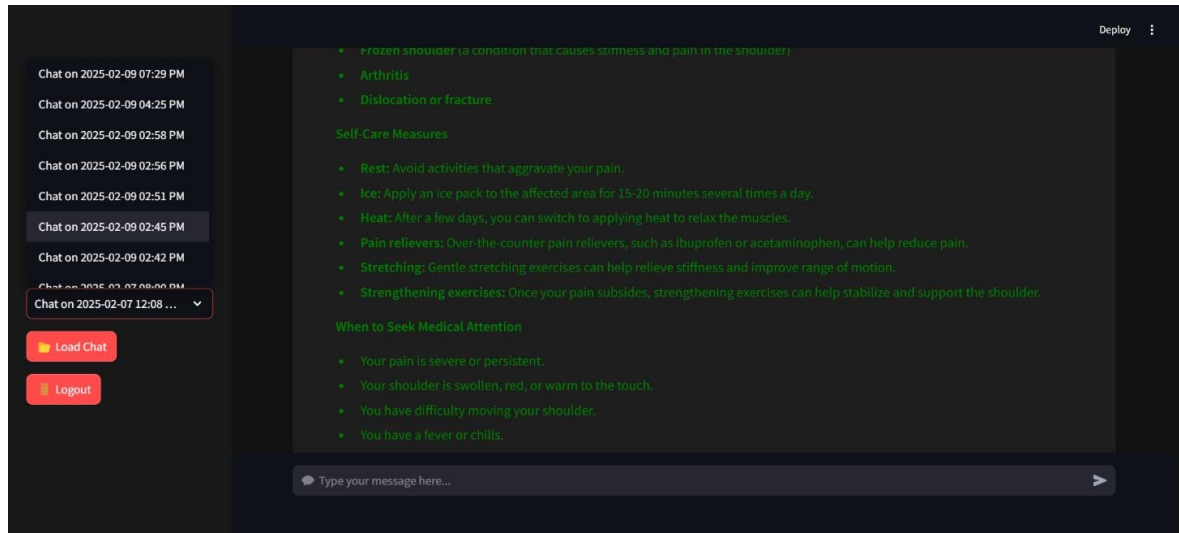 Deploy
Chat on 2025-02-09 07:29 PM
Chat on 2025-02-09 04:25 PM
Chat on 2025-02-09 02:58 PM
Chat on 2025-02-09 02:56 PM
Chat on 2025-02-09 02:51 PM
Chat on 2025-02-09 02:45 PM
Chat on 2025-02-09 02:42 PM
Chat on 2025-02-07 08:00 PM
Chat on 2025-02-07 12:08 ...
Load Chat
Logout
• Frozen shoulder (a condition that causes stiffness and pain in the shoulder)
• Arthritis
• Dislocation or fracture
Self-Care Measures
• Rest: Avoid activities that aggravate your pain.
• Ice: Apply an ice pack to the affected area for 15-20 minutes several times a day.
• Heat: After a few days, you can switch to applying heat to relax the muscles.
• Pain relievers: Over-the-counter pain relievers, such as ibuprofen or acetaminophen, can help reduce pain.
• Stretching: Gentle stretching exercises can help relieve stiffness and improve range of motion.
• Strengthening exercises: Once your pain subsides, strengthening exercises can help stabilize and support the shoulder.
When to Seek Medical Attention
• Your pain is severe or persistent.
• Your shoulder is swollen, red, or warm to the touch.
• You have difficulty moving your shoulder.
• You have a fever or chills.
Type your message here...